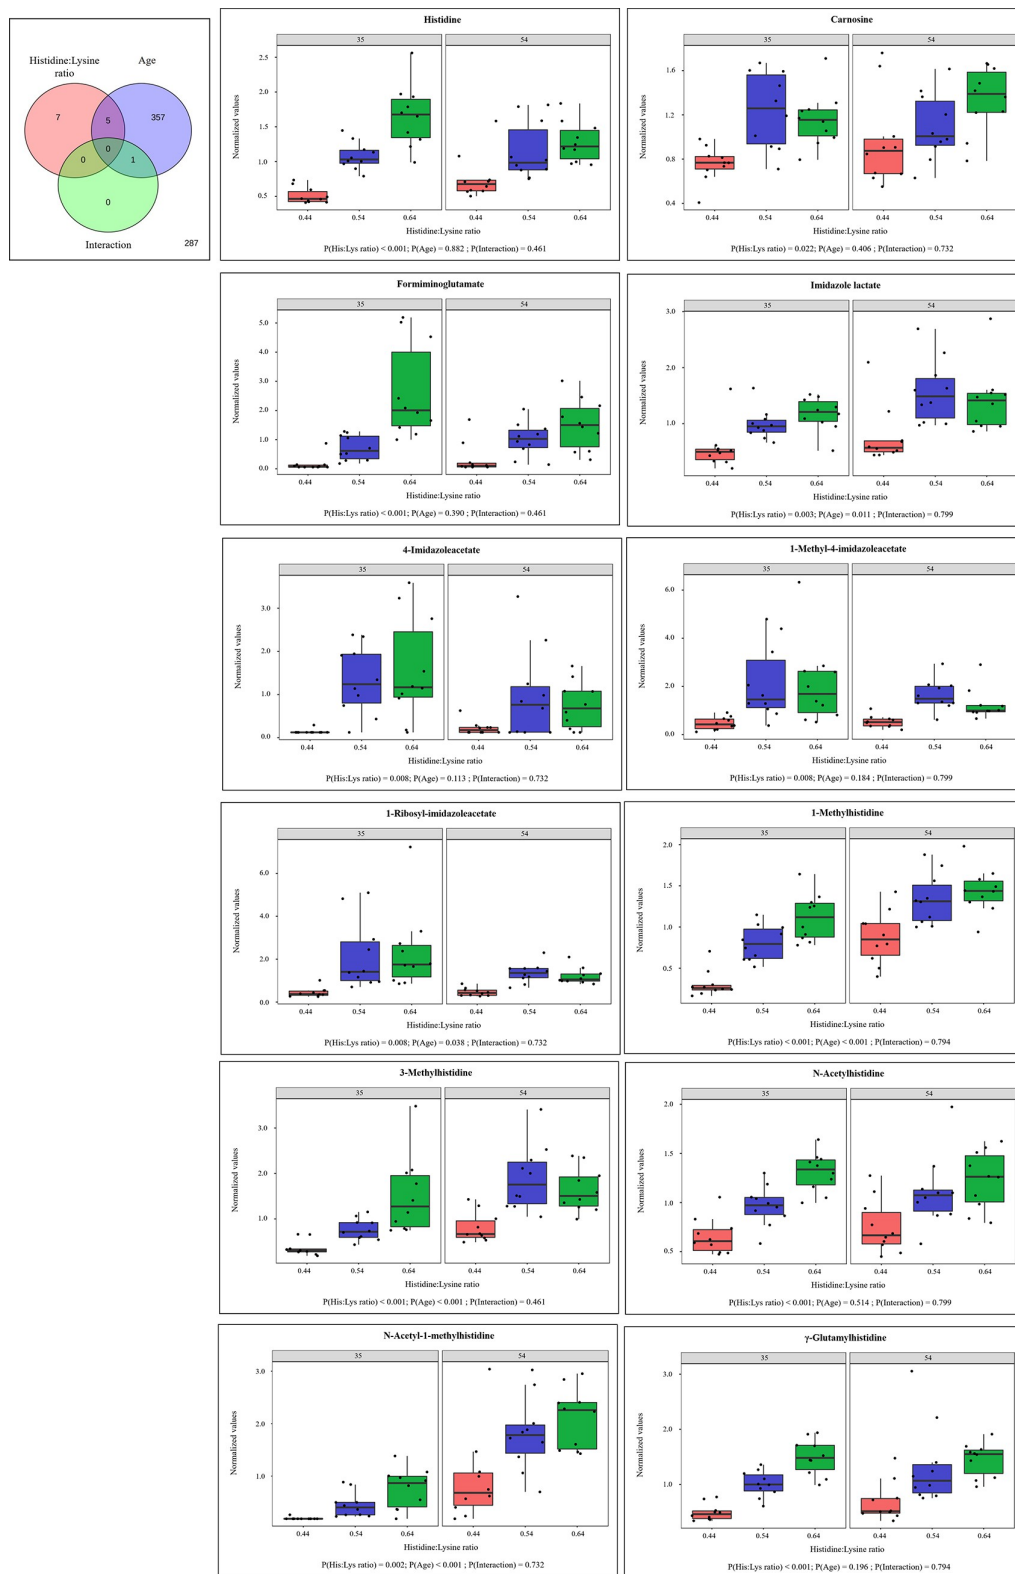 Histidine:Lysine
ratio
Age
7
5
357
0
0
1
0
Interaction
287
Histidine
35
54
Normalized values
2.5
2.0
1.5
1.0
0.5
0.44
0.54
0.64
0.44
0.54
0.64
Histidine:Lysine ratio
P(His:Lys ratio) < 0.001; P(Age) = 0.882 ; P(Interaction) = 0.461
Carnosine
35
54
Normalized values
1.6
1.2
0.8
0.4
0.44
0.54
0.64
0.44
0.54
0.64
Histidine:Lysine ratio
P(His:Lys ratio) = 0.022; P(Age) = 0.406 ; P(Interaction) = 0.732
Formiminoglutamate
35
54
Normalized values
5.0
4.0
3.0
2.0
1.0
0.0
0.44
0.54
0.64
0.44
0.54
0.64
Histidine:Lysine ratio
P(His:Lys ratio) < 0.001; P(Age) = 0.390 ; P(Interaction) = 0.461
Imidazole lactate
35
54
Normalized values
3.0
1.0
0.44
0.54
0.64
0.44
0.54
0.64
Histidine:Lysine ratio
P(His:Lys ratio) = 0.003; P(Age) = 0.011 ; P(Interaction) = 0.799
4-Imidazoleacetate
35
54
Normalized values
3.0
2.0
1.0
0.0
0.44
0.54
0.64
0.44
0.54
0.64
Histidine:Lysine ratio
P(His:Lys ratio) = 0.008; P(Age) = 0.113 ; P(Interaction) = 0.732
1-Methyl-4-imidazoleacetate
35
54
Normalized values
6.0
4.0
2.0
0.0
0.44
0.54
0.64
0.44
0.54
0.64
Histidine:Lysine ratio
P(His:Lys ratio) = 0.008; P(Age) = 0.184 ; P(Interaction) = 0.799
1-Ribosyl-imidazoleacetate
35
54
Normalized values
6.0
4.0
2.0
0.0
0.44
0.54
0.64
0.44
0.54
0.64
Histidine:Lysine ratio
P(His:Lys ratio) = 0.008; P(Age) = 0.038 ; P(Interaction) = 0.732
1-Methylhistidine
35
54
Normalized values
2.0
1.5
1.0
0.5
0.44
0.54
0.64
0.44
0.54
0.64
Histidine:Lysine ratio
P(His:Lys ratio) <0.001; P(Age) <0.001 ; P(Interaction) = 0.794
3-Methylhistidine
35
54
Normalized values
3.0
2.0
1.0
0.44
0.54
0.64
0.44
0.54
0.64
Histidine:Lysine ratio
P(His:Lys ratio) <0.001; P(Age) <0.001 ; P(Interaction) = 0.461
N-Acetylhistidine
35
54
Normalized values
2.0
1.5
1.0
0.5
0.44
0.54
0.64
0.44
0.54
0.64
Histidine:Lysine ratio
P(His:Lys ratio) <0.001; P(Age) = 0.514 ; P(Interaction) = 0.799
N-Acetyl-1-methylhistidine
35
54
Normalized values
3.0
2.0
1.0
0.44
0.54
0.64
0.44
0.54
0.64
Histidine:Lysine ratio
P(His:Lys ratio) = 0.002; P(Age) < 0.001 ; P(Interaction) = 0.732
γ-Glutamylhistidine
35
54
Normalized values
3.0
2.0
1.0
0.44
0.54
0.64
0.44
0.54
0.64
Histidine:Lysine ratio
P(His:Lys ratio) <0.001; P(Age) = 0.196 ; P(Interaction) = 0.794